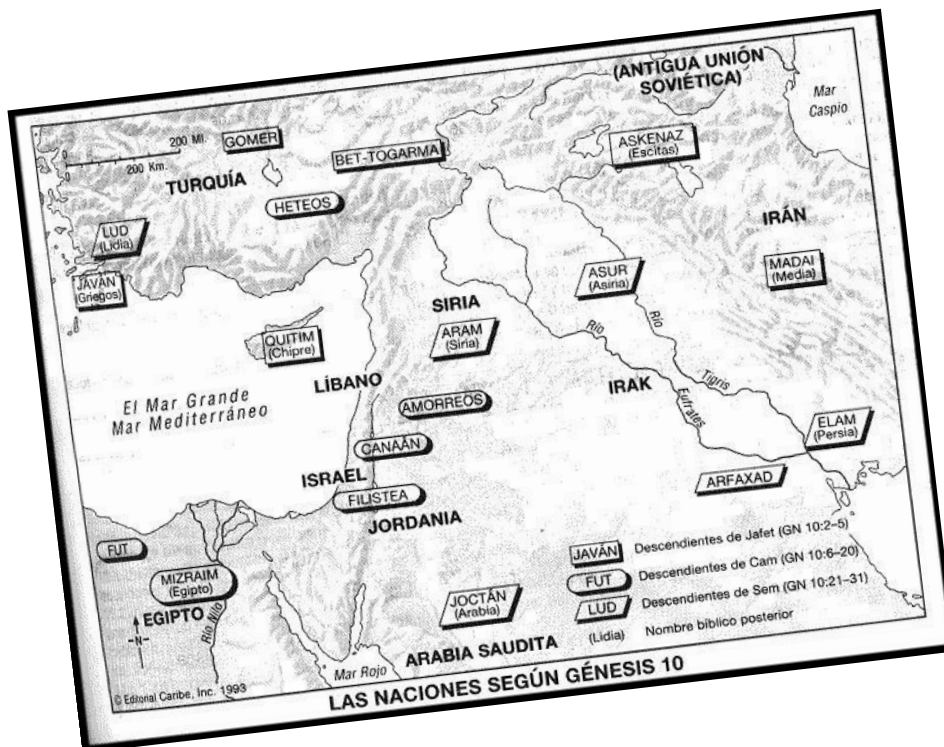 (ANTIGUA UNIÓN
SOVIÉTICA)
Mar
Caspio
0 200 MI.
0 200 Km.
GOMER
BET-TOGARMA
ASKENAZ
(Escitas)
TURQUÍA
HETEOS
IRÁN
LUD
(Lidia)
JAVÁN
(Griegos)
ASUR
(Asiria)
MADAI
(Media)
SIRIA
QUITIM
(Chipre)
ARAM
(Siria)
Río
Río
Tigris
LÍBANO
IRAK
Eufrates
El Mar Grande
Mar Mediterráneo
AMORREOS
CANAÁN
ELAM
(Persia)
ISRAEL
FILISTEA
ARFAXAD
JORDANIA
FUT
MIZRAIM
(Egipto)
EGIPTO
Río Nilo
-N-
JOCTÁN
(Arabia)
JAVÁN Descendientes de Jafet (GN 10:2–5)
FUT Descendientes de Cam (GN 10:6–20)
LUD Descendientes de Sem (GN 10:21–31)
(Lidia) Nombre bíblico posterior
ARABIA SAUDITA
Mar Rojo
© Editorial Caribe, Inc. 1993
LAS NACIONES SEGÚN GÉNESIS 10